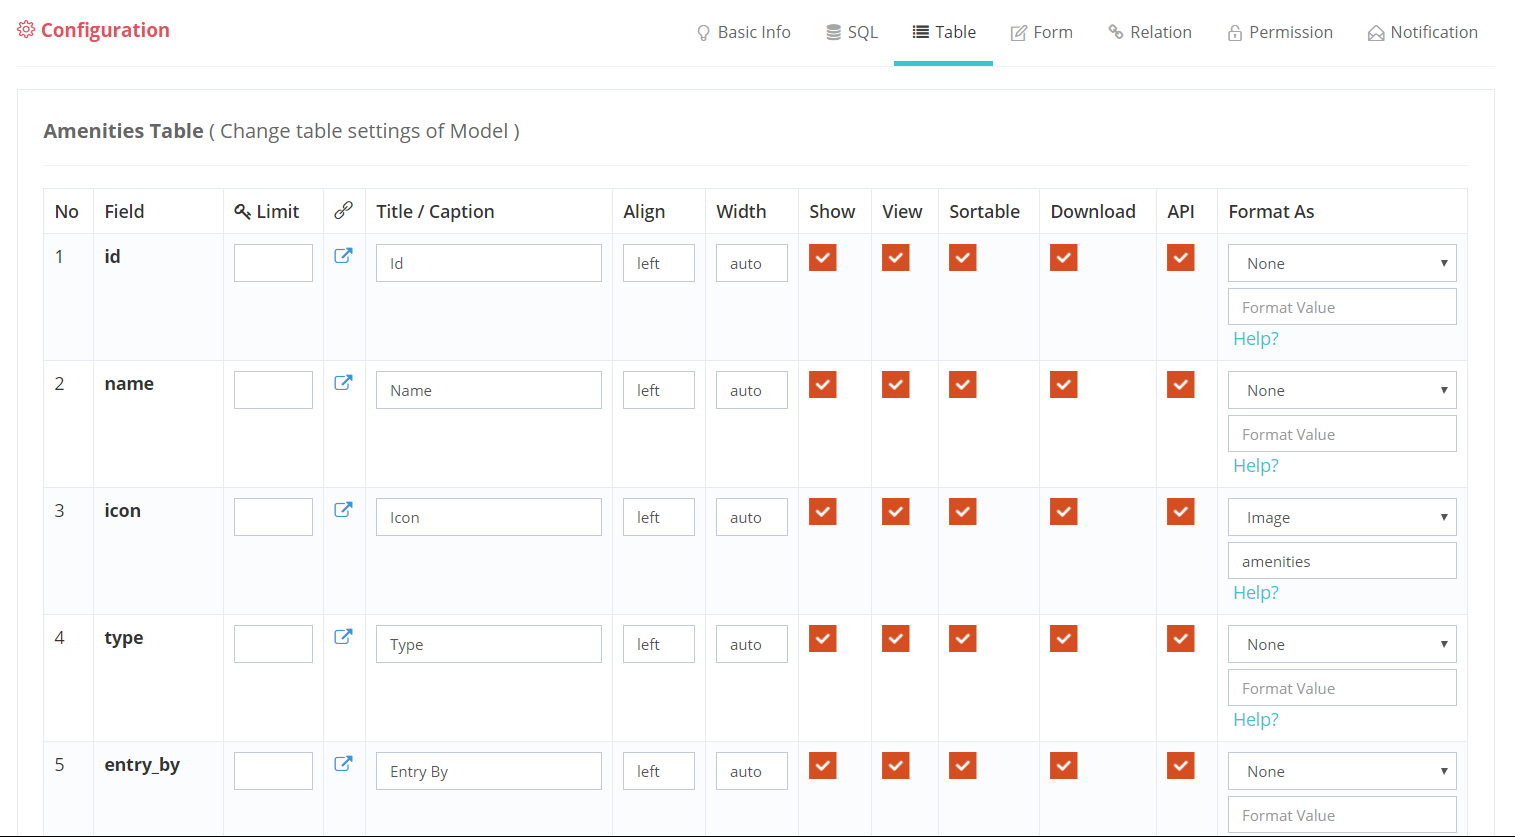 Configuration
Basic Info SQL Table Form Relation Permission Notification
Amenities Table ( Change table settings of Model )
No Field Limit Title / Caption Align Width Show View Sortable Download API Format As
1 id Id left auto None
Format Value
Help?
2 name Name left auto None
Format Value
Help?
3 icon Icon left auto Image
amenities
Help?
4 type Type left auto None
Format Value
Help?
5 entry_by Entry By left auto None
Format Value